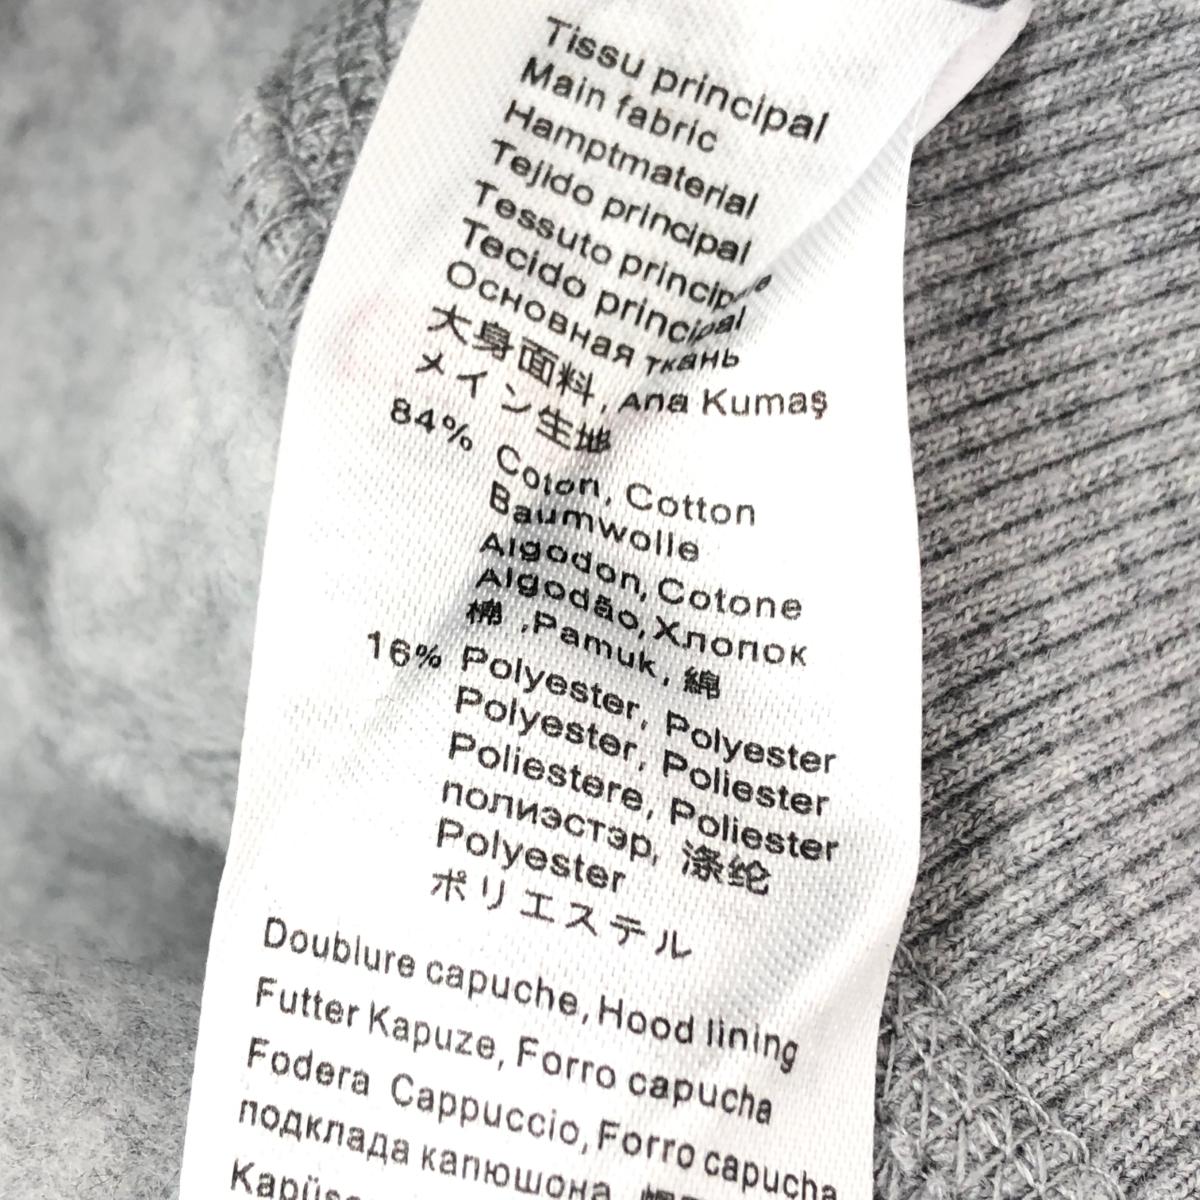 Tissu principal
Main fabric
Hamptmaterial
Tejido principal
Tessuto principale
Tecido principal
Основная ткань
大身面料, Ana Kumaş
メイン生地
84% Coton, Cotton
Baumwolle
Algodon, Cotone
Algodão, Хлопок
棉 ,Pamuk, 綿
16% Polyester, Polyester
Polyester, Poliester
Poliestere, Poliester
полиэстэр, 涤纶
Polyester
ポリエステル
Doublure capuche, Hood lining
Futter Kapuze, Forro capucha
Fodera Cappuccio, Forro capucha
подклада капюшона